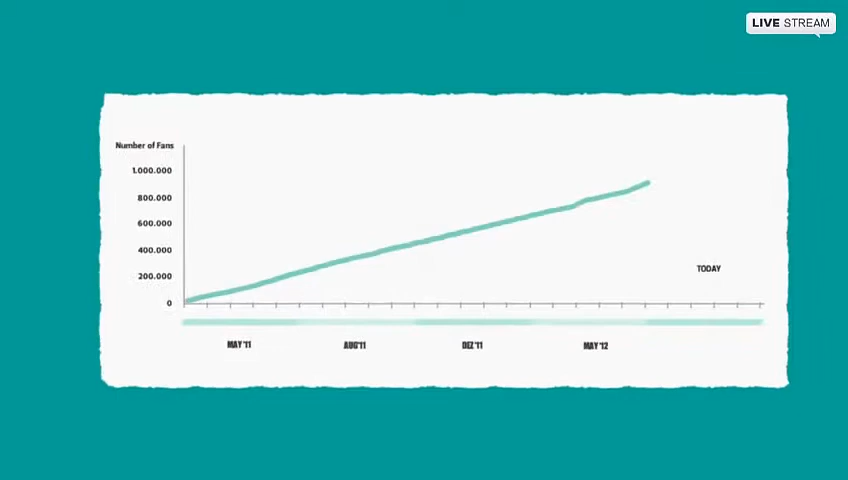 LIVE STREAM
Number of Fans
1.000.000
800.000
600.000
400.000
200.000
0
TODAY
MAY '11
AUG'11
DEZ '11
MAY '12